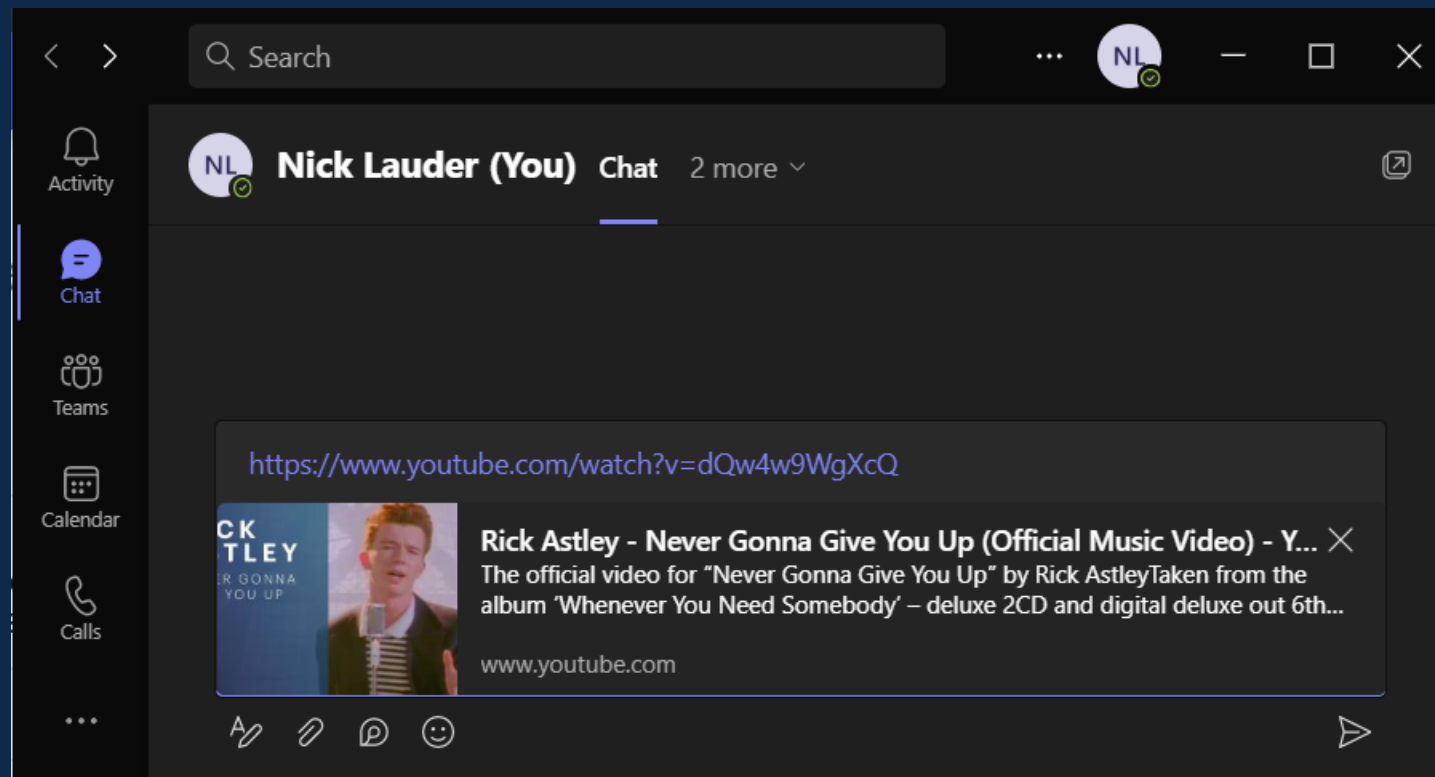 Search
NL
Activity
NL
Nick Lauder (You) Chat 2 more
Chat
Teams
Calendar
Calls
https://www.youtube.com/watch?v=dQw4w9WgXcQ
CK
TLEY
ER GONNA
YOU UP
Rick Astley - Never Gonna Give You Up (Official Music Video) - Y...
The official video for “Never Gonna Give You Up” by Rick AstleyTaken from the
album ‘Whenever You Need Somebody’ – deluxe 2CD and digital deluxe out 6th...
www.youtube.com